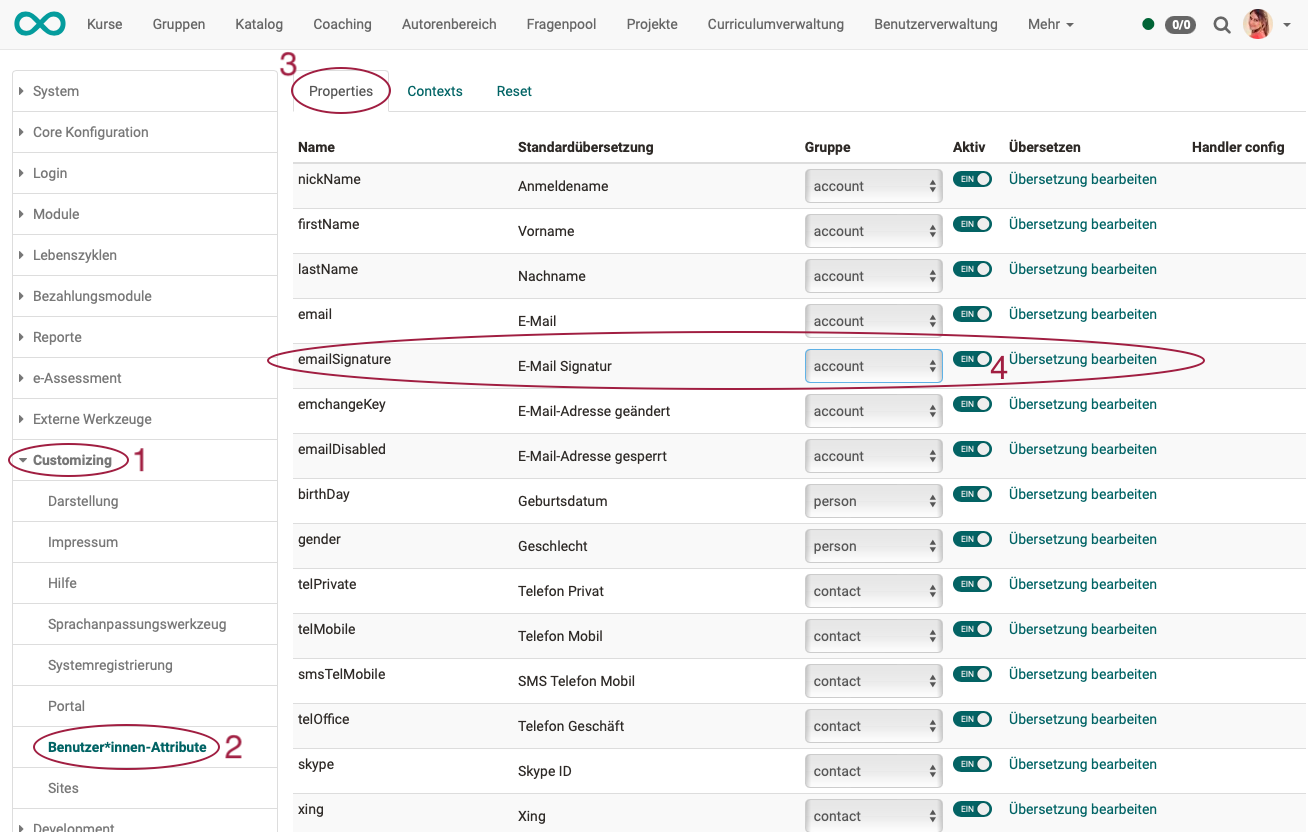 Kurse Gruppen Katalog Coaching Autorenbereich Fragenpool Projekte Curriculumverwaltung Benutzerverwaltung Mehr 0/0
System
Core Konfiguration
Login
Module
Lebenszyklen
Bezahlungsmodule
Reporte
e-Assessment
Externe Werkzeuge
Customizing 1
Darstellung
Impressum
Hilfe
Sprachanpassungswerkzeug
Systemregistrierung
Portal
Benutzer*innen-Attribute 2
Sites
Development
3
Properties Contexts Reset
Name Standardübersetzung Gruppe Aktiv Übersetzen Handler config
nickName Anmeldename account EIN Übersetzung bearbeiten
firstName Vorname account EIN Übersetzung bearbeiten
lastName Nachname account EIN Übersetzung bearbeiten
email E-Mail account EIN Übersetzung bearbeiten
emailSignature E-Mail Signatur account EIN 4 Übersetzung bearbeiten
emchangeKey E-Mail-Adresse geändert account EIN Übersetzung bearbeiten
emailDisabled E-Mail-Adresse gesperrt account EIN Übersetzung bearbeiten
birthDay Geburtsdatum person EIN Übersetzung bearbeiten
gender Geschlecht person EIN Übersetzung bearbeiten
telPrivate Telefon Privat contact EIN Übersetzung bearbeiten
telMobile Telefon Mobil contact EIN Übersetzung bearbeiten
smsTelMobile SMS Telefon Mobil contact EIN Übersetzung bearbeiten
telOffice Telefon Geschäft contact EIN Übersetzung bearbeiten
skype Skype ID contact EIN Übersetzung bearbeiten
xing Xing contact EIN Übersetzung bearbeiten